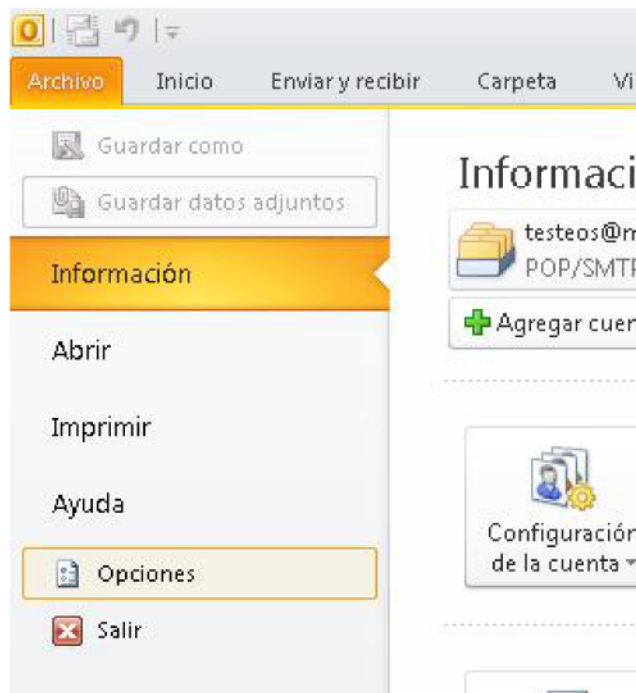 Archivo Inicio Enviar y recibir Carpeta Vi
Guardar como
Guardar datos adjuntos
Información
Abrir
Imprimir
Ayuda
Opciones
Salir
Informaci
testeos@m
POP/SMTP
Agregar cuen
Configuración
de la cuenta